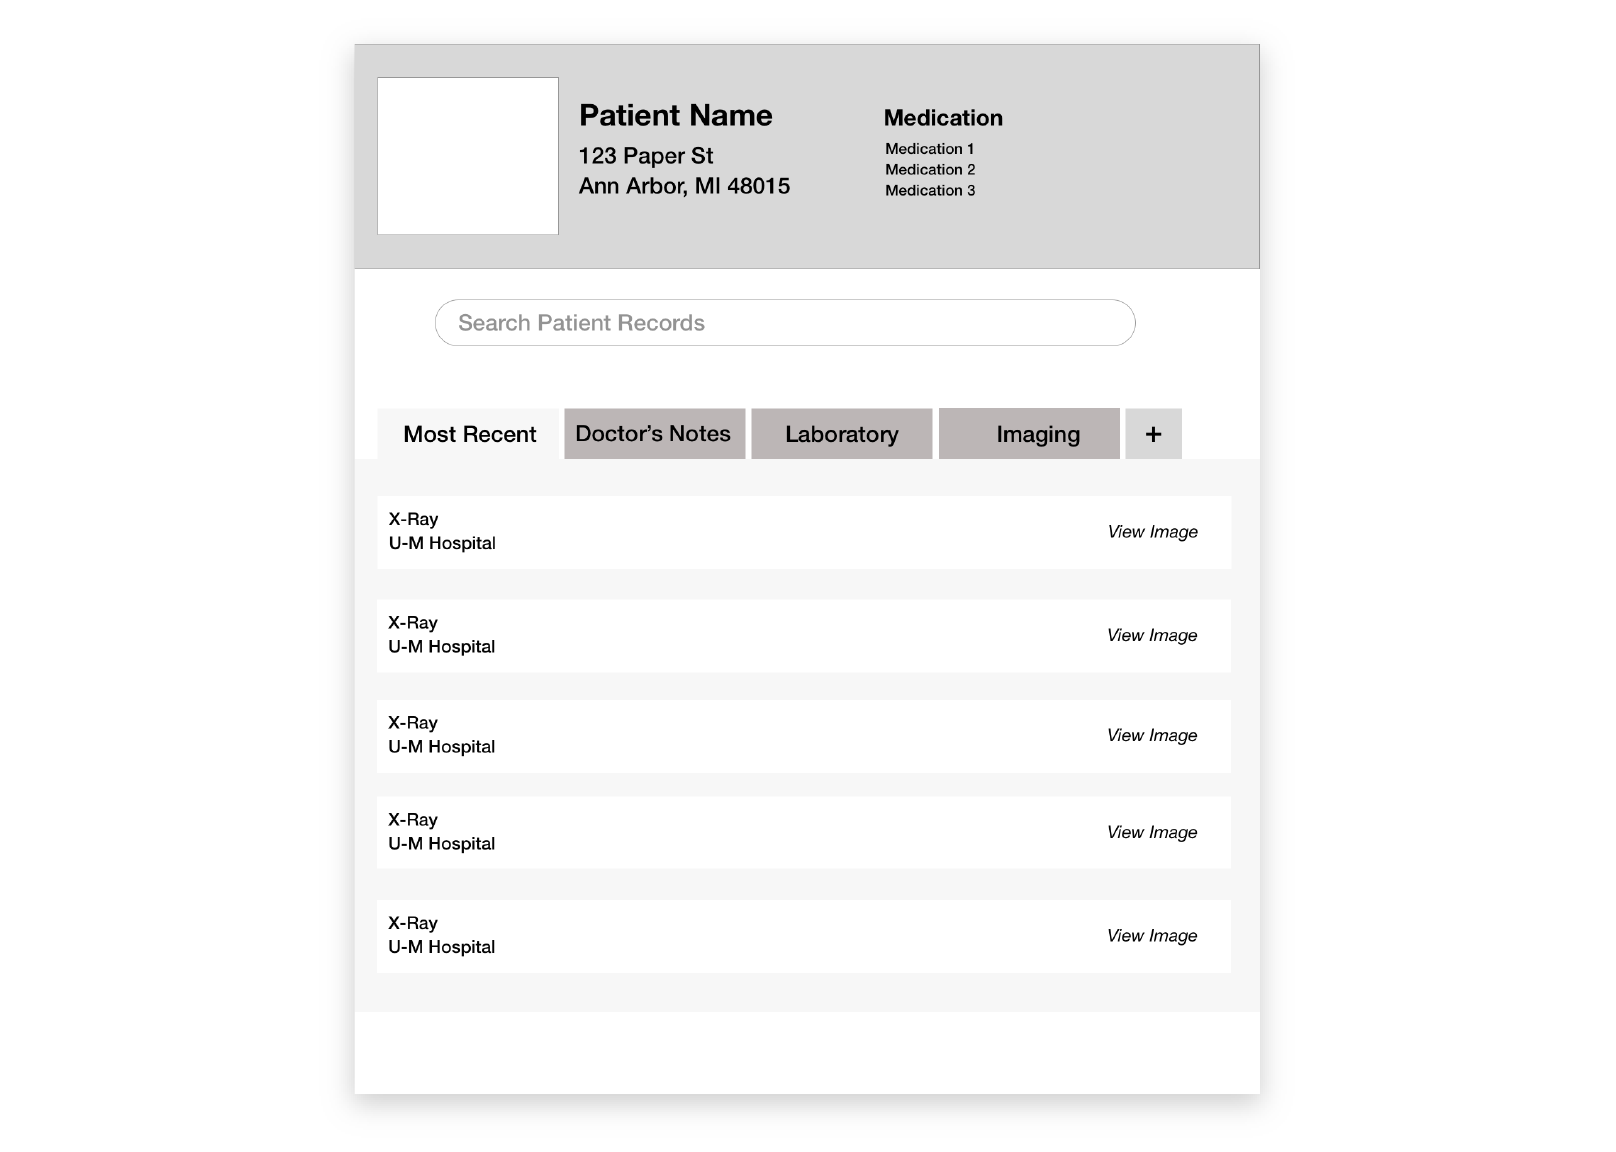 Patient Name
123 Paper St
Ann Arbor, MI 48015
Medication
Medication 1
Medication 2
Medication 3
Search Patient Records
Most Recent
Doctor’s Notes
Laboratory
Imaging
+
X-Ray
U-M Hospital
View Image
X-Ray
U-M Hospital
View Image
X-Ray
U-M Hospital
View Image
X-Ray
U-M Hospital
View Image
X-Ray
U-M Hospital
View Image